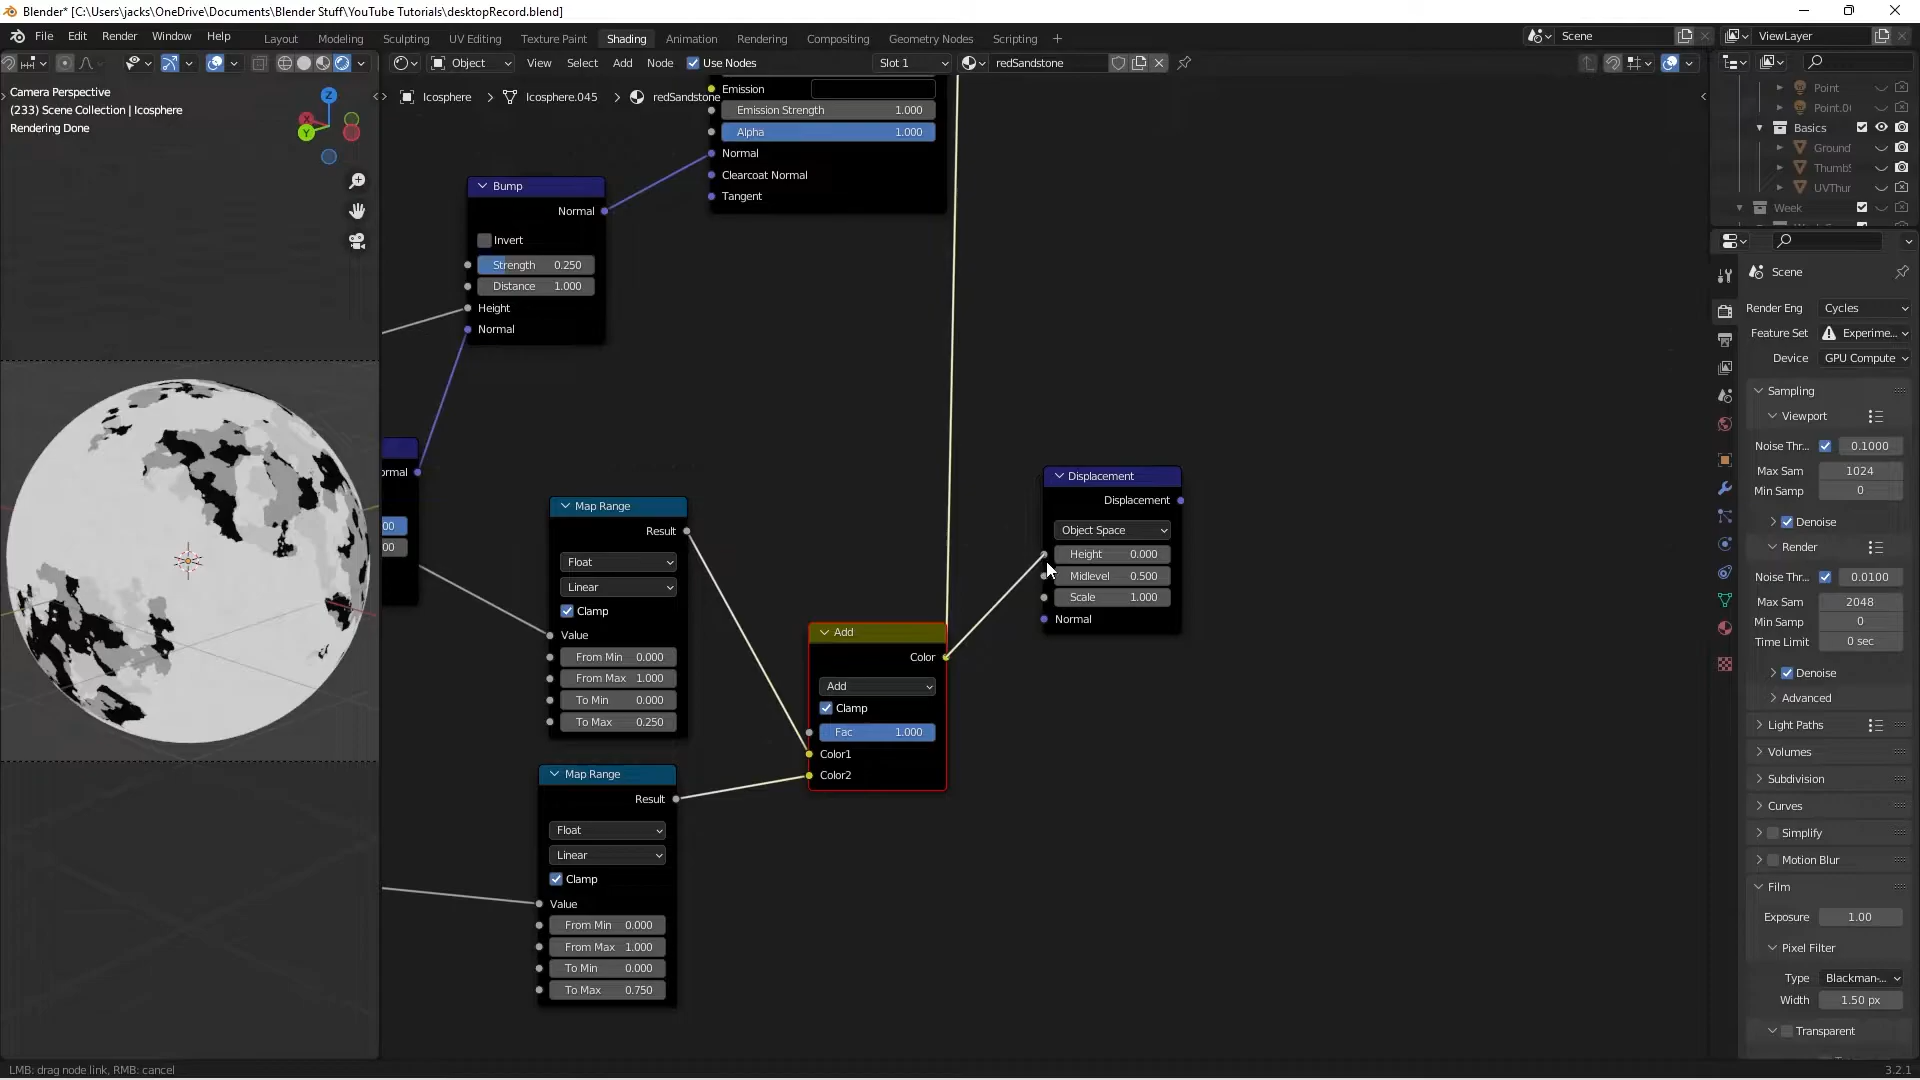 Blender* [C:\Users\jacks\OneDrive\Documents\Blender Stuff\YouTube Tutorials\desktopRecord.blend]
File Edit Render Window Help Layout Modeling Sculpting UV Editing Texture Paint Shading Animation Rendering Compositing Geometry Nodes Scripting + Scene ViewLayer
Object View Select Add Node Use Nodes Slot 1 redSandstone
Camera Perspective
(233) Scene Collection | Icosphere
Rendering Done
Z
Y
Icosphere > Icosphere.045 > redSandstone
Emission
Emission Strength 1.000
Alpha 1.000
Normal
Clearcoat Normal
Tangent
Bump
Normal
Invert
Strength 0.250
Distance 1.000
Height
Normal
ormal
00
00
Map Range
Result
Float
Linear
Clamp
Value
From Min 0.000
From Max 1.000
To Min 0.000
To Max 0.250
Map Range
Result
Float
Linear
Clamp
Value
From Min 0.000
From Max 1.000
To Min 0.000
To Max 0.750
Add
Color
Add
Clamp
Fac 1.000
Color1
Color2
Displacement
Displacement
Object Space
Height 0.000
Midlevel 0.500
Scale 1.000
Normal
Point
Point.0
Basics
Ground
Thumb
UVThur
Week
Scene
Render Eng Cycles
Feature Set Experime...
Device GPU Compute
Sampling
Viewport
Noise Thr... 0.1000
Max Sam 1024
Min Samp 0
Denoise
Render
Noise Thr... 0.0100
Max Sam 2048
Min Samp 0
Time Limit 0 sec
Denoise
Advanced
Light Paths
Volumes
Subdivision
Curves
Simplify
Motion Blur
Film
Exposure 1.00
Pixel Filter
Type Blackman-...
Width 1.50 px
Transparent
LMB: drag node link, RMB: cancel
3.2.1